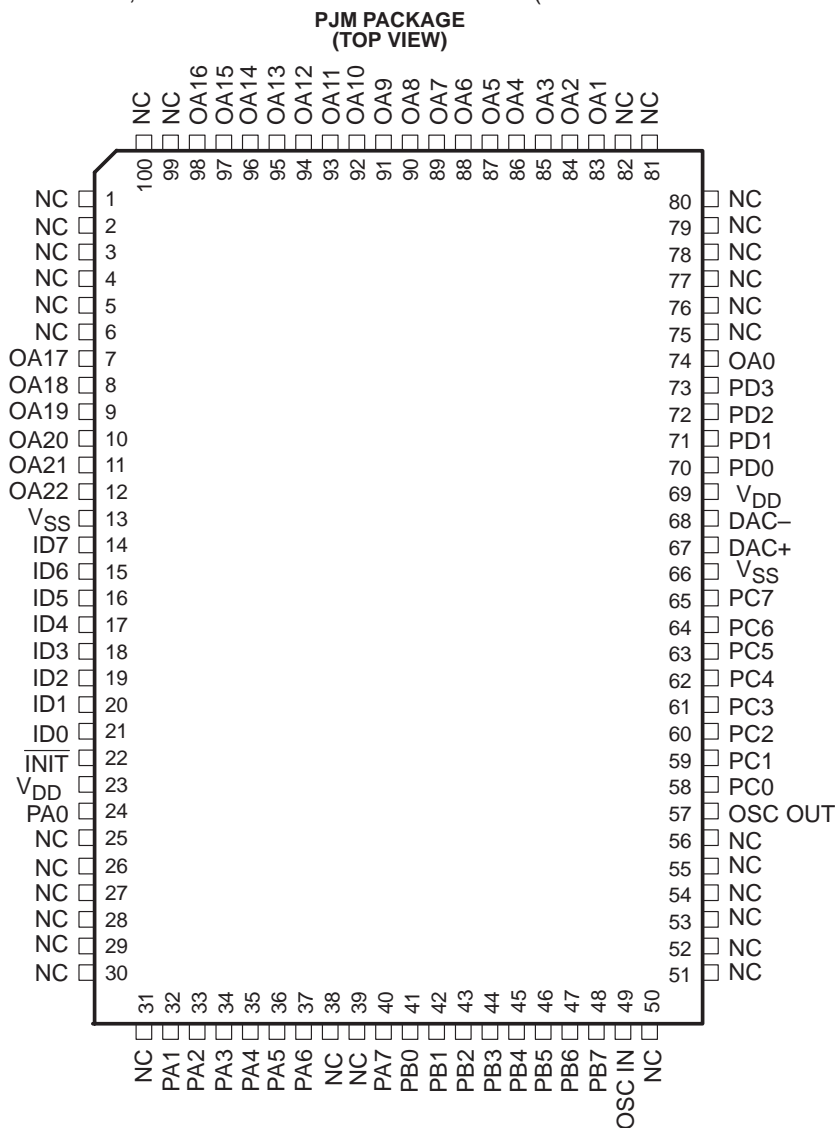 PJM PACKAGE
(TOP VIEW)
NC NC OA16 OA15 OA14 OA13 OA12 OA11 OA10 OA9 OA8 OA7 OA6 OA5 OA4 OA3 OA2 OA1 NC NC
100 99 98 97 96 95 94 93 92 91 90 89 88 87 86 85 84 83 82 81
NC 1 80 NC
NC 2 79 NC
NC 3 78 NC
NC 4 77 NC
NC 5 76 NC
NC 6 75 NC
OA17 7 74 OA0
OA18 8 73 PD3
OA19 9 72 PD2
OA20 10 71 PD1
OA21 11 70 PD0
OA22 12 69 VDD
VSS 13 68 DAC–
ID7 14 67 DAC+
ID6 15 66 VSS
ID5 16 65 PC7
ID4 17 64 PC6
ID3 18 63 PC5
ID2 19 62 PC4
ID1 20 61 PC3
ID0 21 60 PC2
INIT 22 59 PC1
VDD 23 58 PC0
PA0 24 57 OSC OUT
NC 25 56 NC
NC 26 55 NC
NC 27 54 NC
NC 28 53 NC
NC 29 52 NC
NC 30 51 NC
31 32 33 34 35 36 37 38 39 40 41 42 43 44 45 46 47 48 49 50
NC PA1 PA2 PA3 PA4 PA5 PA6 NC NC PA7 PB0 PB1 PB2 PB3 PB4 PB5 PB6 PB7 OSC IN NC